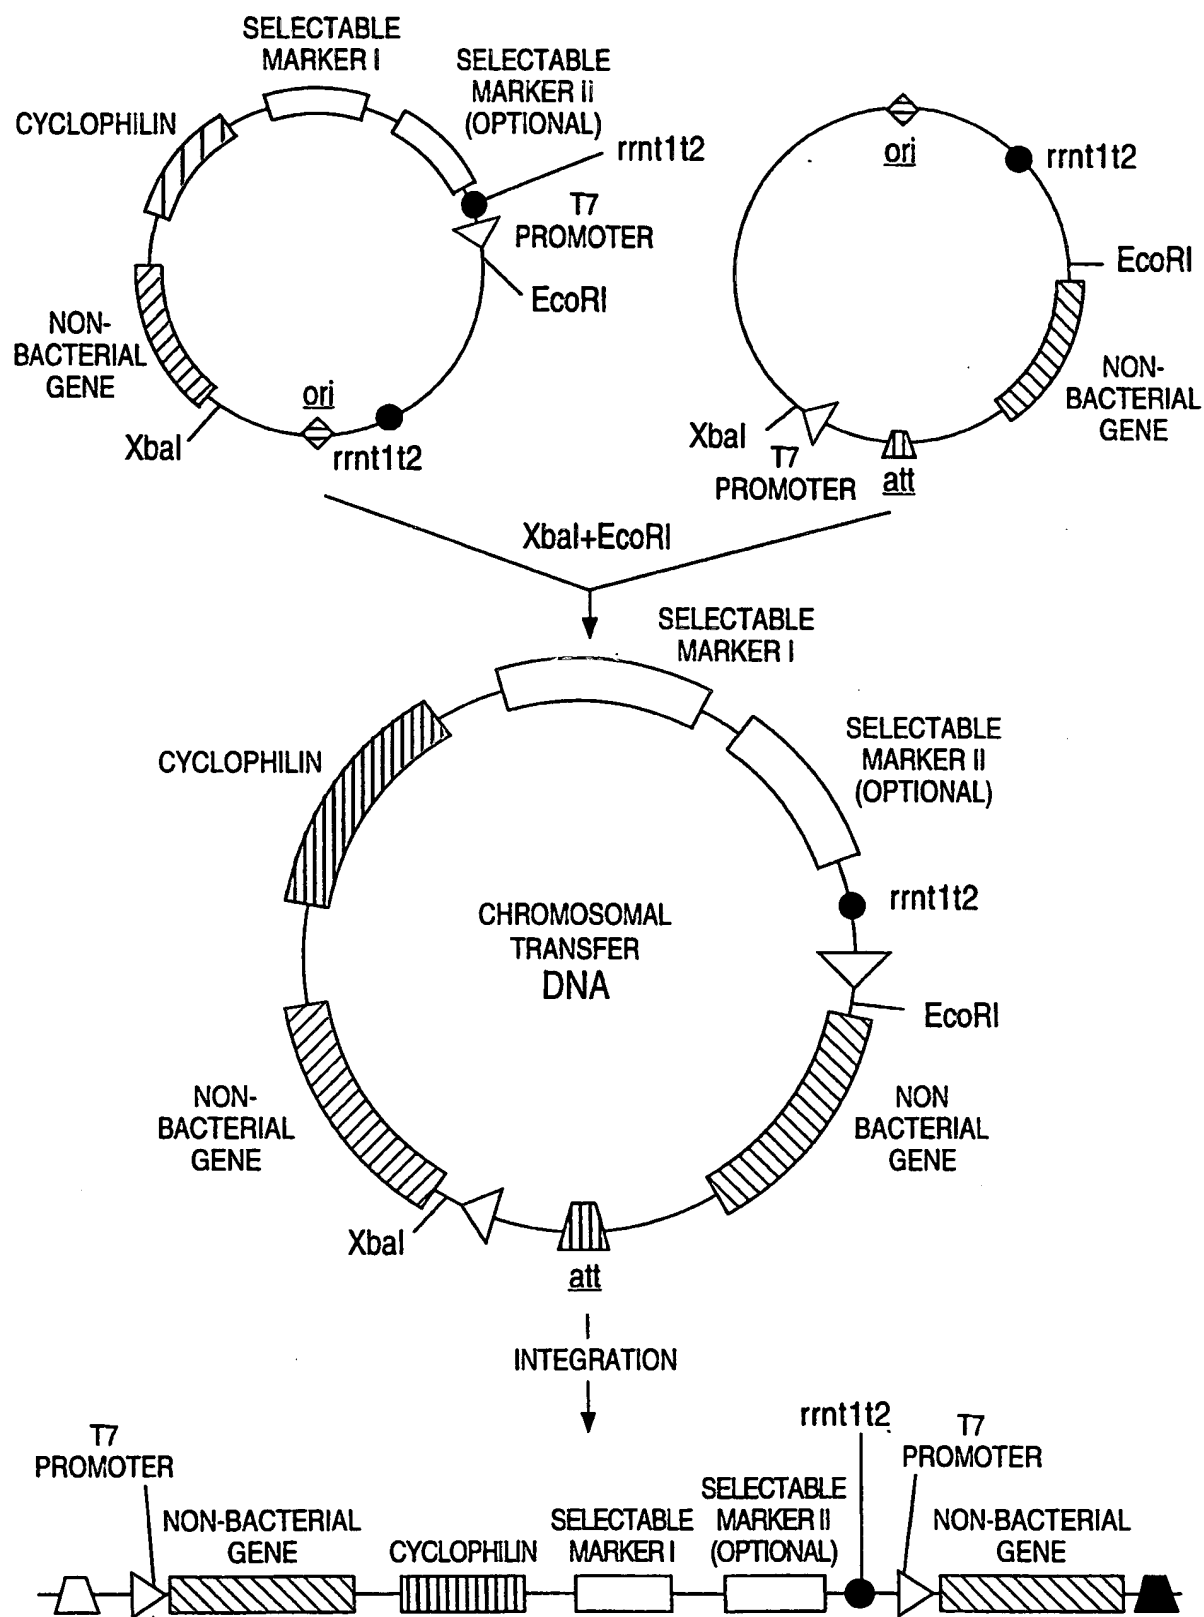 SELECTABLE
MARKER I
SELECTABLE
MARKER II
(OPTIONAL)
CYCLOPHILIN
rrnt1t2
T7
PROMOTER
EcoRI
NON-
BACTERIAL
GENE
ori
XbaI
rrnt1t2
ori
rrnt1t2
EcoRI
NON-
BACTERIAL
GENE
XbaI
T7
PROMOTER
att
XbaI+EcoRI
SELECTABLE
MARKER I
SELECTABLE
MARKER II
(OPTIONAL)
CYCLOPHILIN
rrnt1t2
CHROMOSOMAL
TRANSFER
DNA
EcoRI
NON-
BACTERIAL
GENE
NON
BACTERIAL
GENE
XbaI
att
INTEGRATION
T7
PROMOTER
NON-BACTERIAL
GENE
CYCLOPHILIN
SELECTABLE
MARKER I
SELECTABLE
MARKER II
(OPTIONAL)
rrnt1t2
T7
PROMOTER
NON-BACTERIAL
GENE